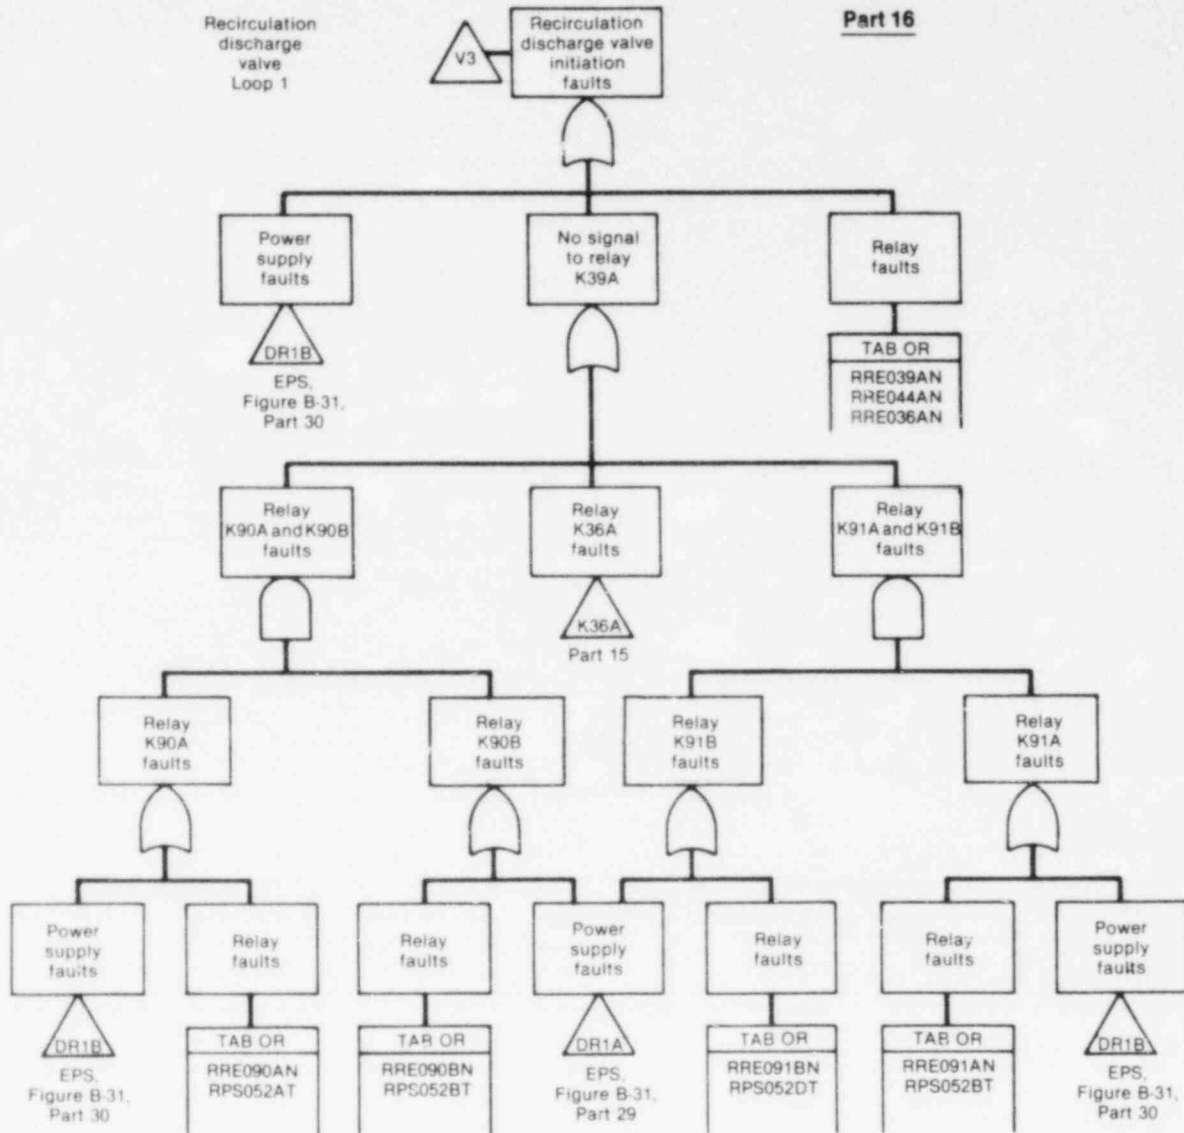 Recirculation
discharge
valve
Loop 1
V3
Recirculation
discharge valve
initiation
faults
Part 16
Power
supply
faults
DR1B
EPS,
Figure B-31,
Part 30
No signal
to relay
K39A
Relay
faults
TAB OR
RRE039AN
RRE044AN
RRE036AN
Relay
K90A and K90B
faults
Relay
K36A
faults
K36A
Part 15
Relay
K91A and K91B
faults
Relay
K90A
faults
Relay
K90B
faults
Relay
K91B
faults
Relay
K91A
faults
Power
supply
faults
DR1B
EPS,
Figure B-31,
Part 30
Relay
faults
TAB OR
RRE090AN
RPS052AT
Relay
faults
TAB OR
RRE090BN
RPS052BT
Power
supply
faults
DR1A
EPS,
Figure B-31,
Part 29
Relay
faults
TAB OR
RRE091BN
RPS052DT
Relay
faults
TAB OR
RRE091AN
RPS052BT
Power
supply
faults
DR1B
EPS,
Figure B-31,
Part 30